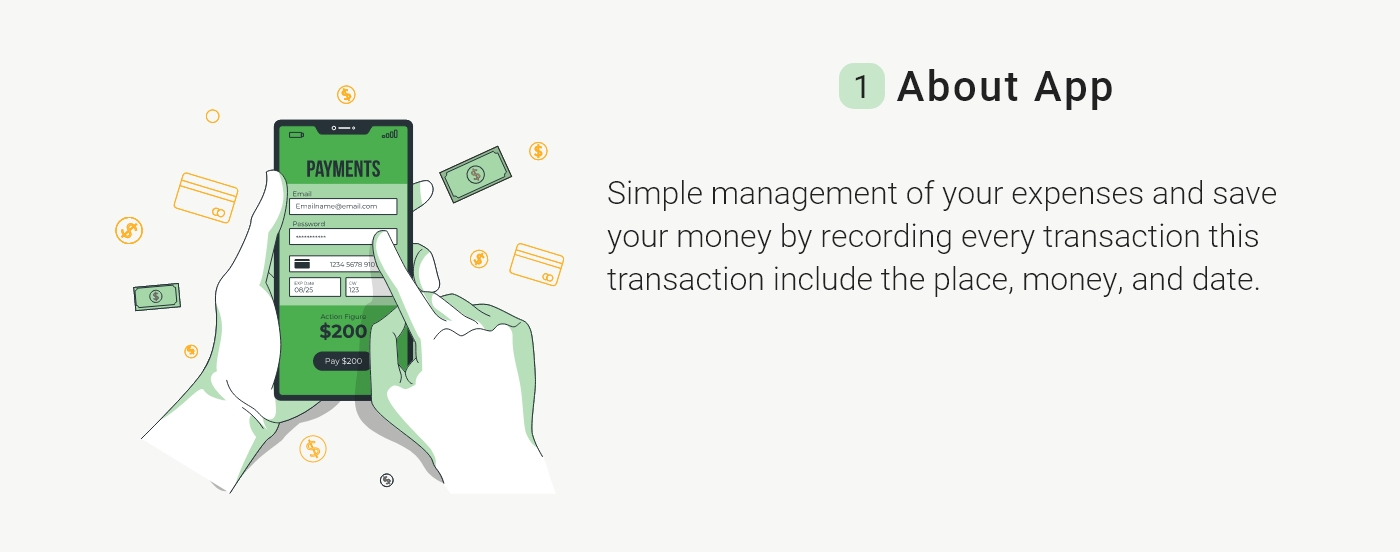 1 About App
Simple management of your expenses and save
your money by recording every transaction this
transaction include the place, money, and date.
PAYMENTS
Email
Emailname@email.com
Password
***********
1234 5678 910
EXP Date
08/25
CVV
123
Action Figure
$200
Pay $200